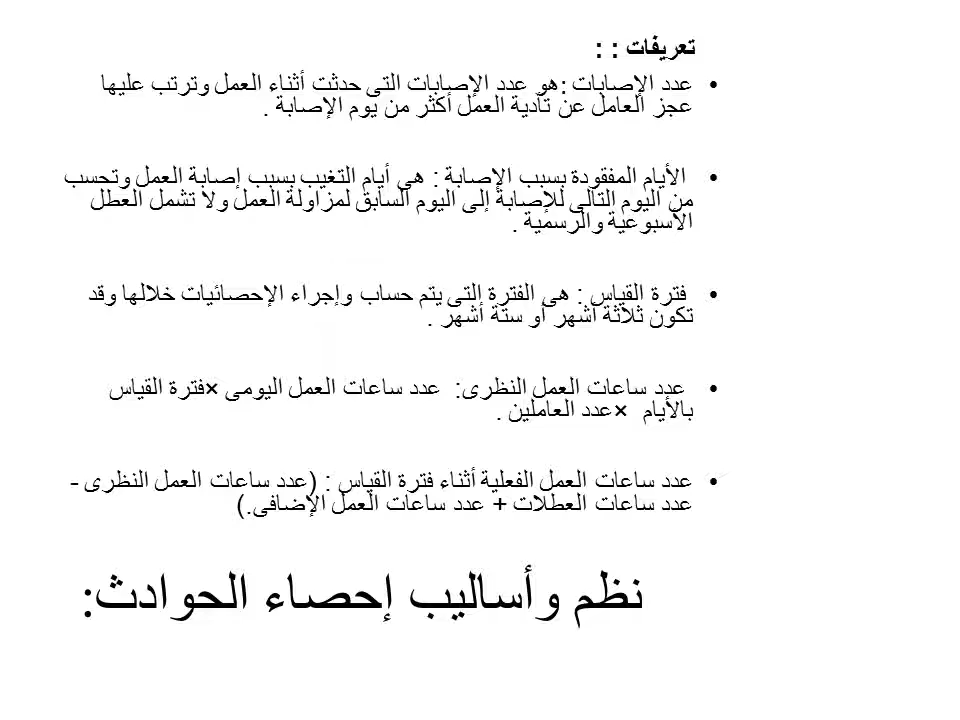 تعريفات : :
• عدد الإصابات :هو عدد الإصابات التى حدثت أثناء العمل وترتب عليها
عجز العامل عن تأدية العمل أكثر من يوم الإصابة .
• الأيام المفقودة بسبب الإصابة : هى أيام التغيب بسبب إصابة العمل وتحسب
من اليوم التالى للإصابة إلى اليوم السابق لمزاولة العمل ولا تشمل العطل
الأسبوعية والرسمية .
• فترة القياس : هى الفترة التى يتم حساب وإجراء الإحصائيات خلالها وقد
تكون ثلاثة أشهر أو ستة أشهر .
• عدد ساعات العمل النظرى: عدد ساعات العمل اليومى ×فترة القياس
بالأيام ×عدد العاملين .
• عدد ساعات العمل الفعلية أثناء فترة القياس : (عدد ساعات العمل النظرى -
عدد ساعات العطلات + عدد ساعات العمل الإضافى.)
نظم وأساليب إحصاء الحوادث: